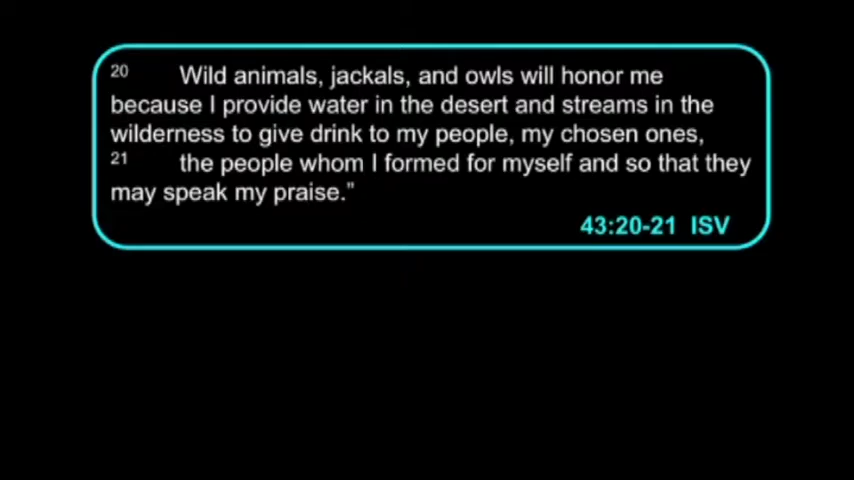 20 Wild animals, jackals, and owls will honor me
because I provide water in the desert and streams in the
wilderness to give drink to my people, my chosen ones,
21 the people whom I formed for myself and so that they
may speak my praise.”
43:20-21 ISV